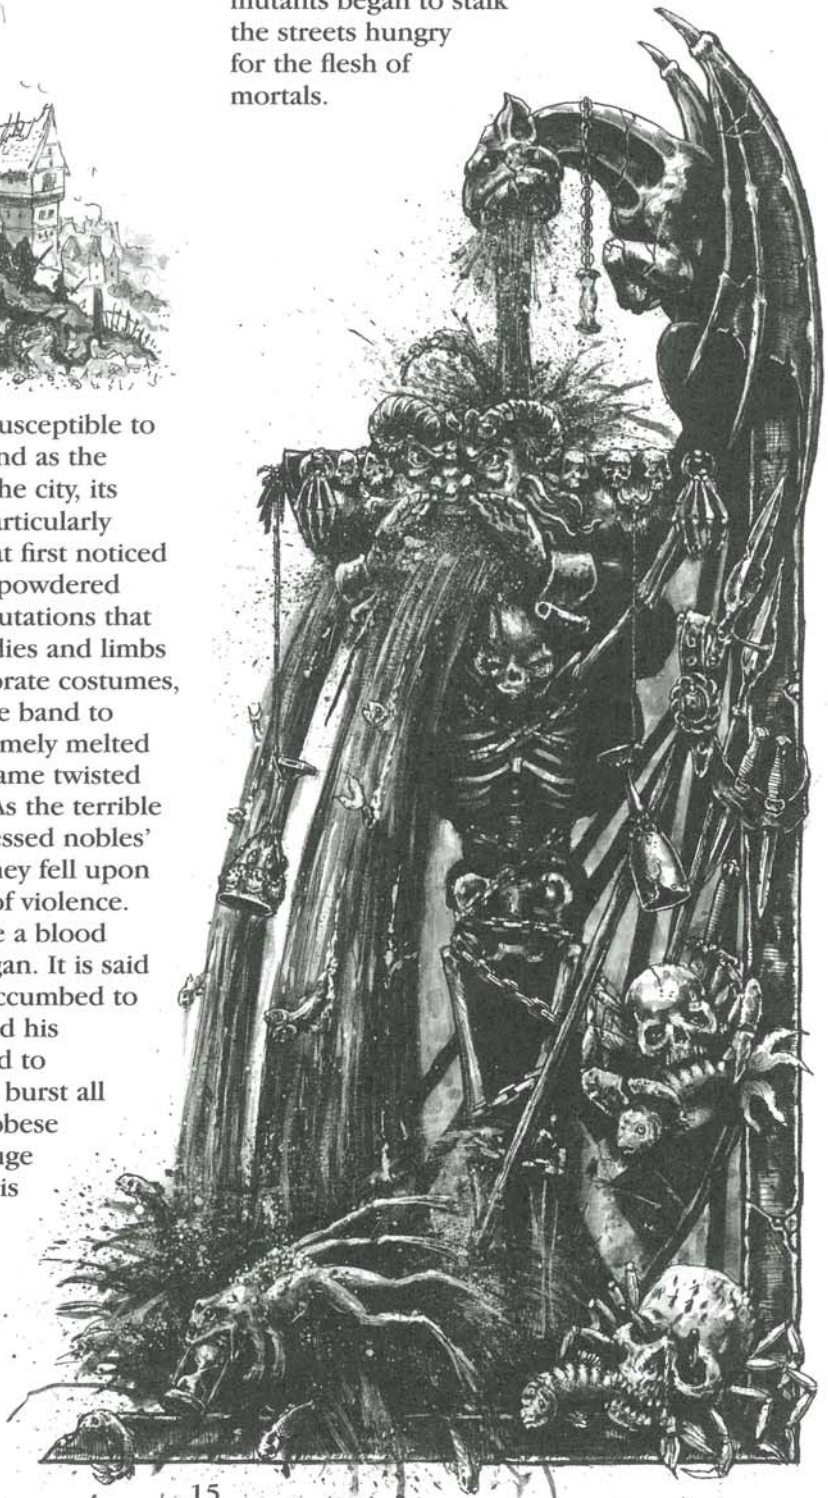 mutants began to stalk
the streets hungry
for the flesh of
mortals.
usceptible to
nd as the
he city, its
articularly
at first noticed
powdered
utations that
dies and limbs
orate costumes,
e band to
mely melted
ame twisted
As the terrible
essed nobles'
hey fell upon
of violence.
e a blood
gan. It is said
ccumbed to
d his
d to
burst all
obese
uge
is
15